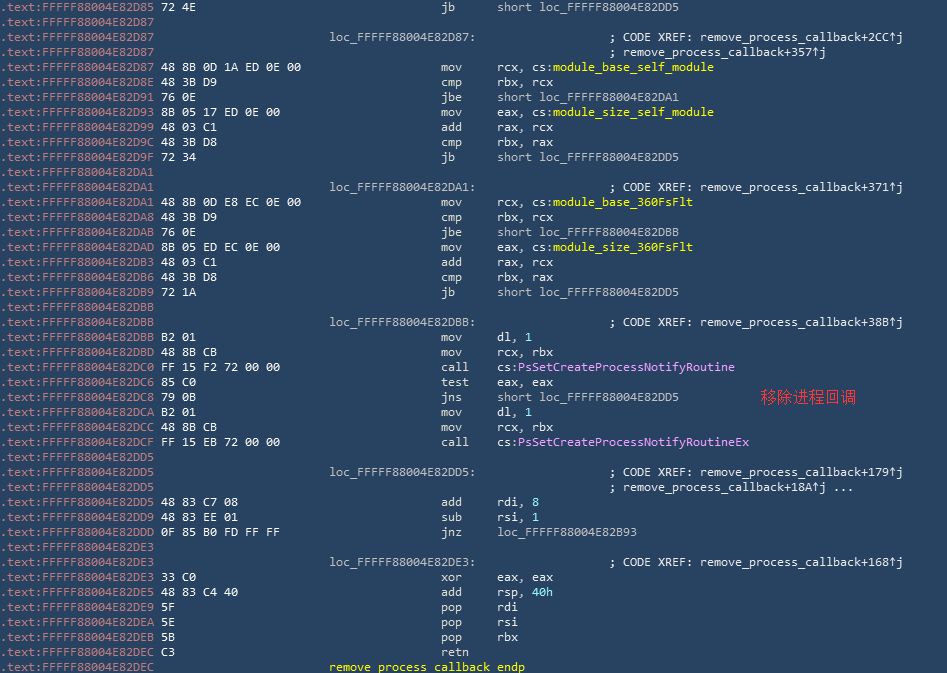 .text:FFFFF88004E82D85 72 4E jb short loc_FFFFF88004E82DD5
.text:FFFFF88004E82D87
.text:FFFFF88004E82D87 loc_FFFFF88004E82D87: ; CODE XREF: remove_process_callback+2CC↑j
.text:FFFFF88004E82D87 ; remove_process_callback+357↑j
.text:FFFFF88004E82D87 48 8B 0D 1A ED 0E 00 mov rcx, cs:module_base_self_module
.text:FFFFF88004E82D8E 48 3B D9 cmp rbx, rcx
.text:FFFFF88004E82D91 76 0E jbe short loc_FFFFF88004E82DA1
.text:FFFFF88004E82D93 8B 05 17 ED 0E 00 mov eax, cs:module_size_self_module
.text:FFFFF88004E82D99 48 03 C1 add rax, rcx
.text:FFFFF88004E82D9C 48 3B D8 cmp rbx, rax
.text:FFFFF88004E82D9F 72 34 jb short loc_FFFFF88004E82DD5
.text:FFFFF88004E82DA1
.text:FFFFF88004E82DA1 loc_FFFFF88004E82DA1: ; CODE XREF: remove_process_callback+371↑j
.text:FFFFF88004E82DA1 48 8B 0D E8 EC 0E 00 mov rcx, cs:module_base_360FsFlt
.text:FFFFF88004E82DA8 48 3B D9 cmp rbx, rcx
.text:FFFFF88004E82DAB 76 0E jbe short loc_FFFFF88004E82DBB
.text:FFFFF88004E82DAD 8B 05 ED EC 0E 00 mov eax, cs:module_size_360FsFlt
.text:FFFFF88004E82DB3 48 03 C1 add rax, rcx
.text:FFFFF88004E82DB6 48 3B D8 cmp rbx, rax
.text:FFFFF88004E82DB9 72 1A jb short loc_FFFFF88004E82DD5
.text:FFFFF88004E82DBB
.text:FFFFF88004E82DBB loc_FFFFF88004E82DBB: ; CODE XREF: remove_process_callback+38B↑j
.text:FFFFF88004E82DBB B2 01 mov dl, 1
.text:FFFFF88004E82DBD 48 8B CB mov rcx, rbx
.text:FFFFF88004E82DC0 FF 15 F2 72 00 00 call cs:PsSetCreateProcessNotifyRoutine
.text:FFFFF88004E82DC6 85 C0 test eax, eax
.text:FFFFF88004E82DC8 79 0B jns short loc_FFFFF88004E82DD5 移除进程回调
.text:FFFFF88004E82DCA B2 01 mov dl, 1
.text:FFFFF88004E82DCC 48 8B CB mov rcx, rbx
.text:FFFFF88004E82DCF FF 15 EB 72 00 00 call cs:PsSetCreateProcessNotifyRoutineEx
.text:FFFFF88004E82DD5
.text:FFFFF88004E82DD5 loc_FFFFF88004E82DD5: ; CODE XREF: remove_process_callback+179↑j
.text:FFFFF88004E82DD5 ; remove_process_callback+18A↑j ...
.text:FFFFF88004E82DD5 48 83 C7 08 add rdi, 8
.text:FFFFF88004E82DD9 48 83 EE 01 sub rsi, 1
.text:FFFFF88004E82DDD 0F 85 B0 FD FF FF jnz loc_FFFFF88004E82B93
.text:FFFFF88004E82DE3
.text:FFFFF88004E82DE3 loc_FFFFF88004E82DE3: ; CODE XREF: remove_process_callback+168↑j
.text:FFFFF88004E82DE3 33 C0 xor eax, eax
.text:FFFFF88004E82DE5 48 83 C4 40 add rsp, 40h
.text:FFFFF88004E82DE9 5F pop rdi
.text:FFFFF88004E82DEA 5E pop rsi
.text:FFFFF88004E82DEB 5B pop rbx
.text:FFFFF88004E82DEC C3 retn
.text:FFFFF88004E82DEC remove process callback endp